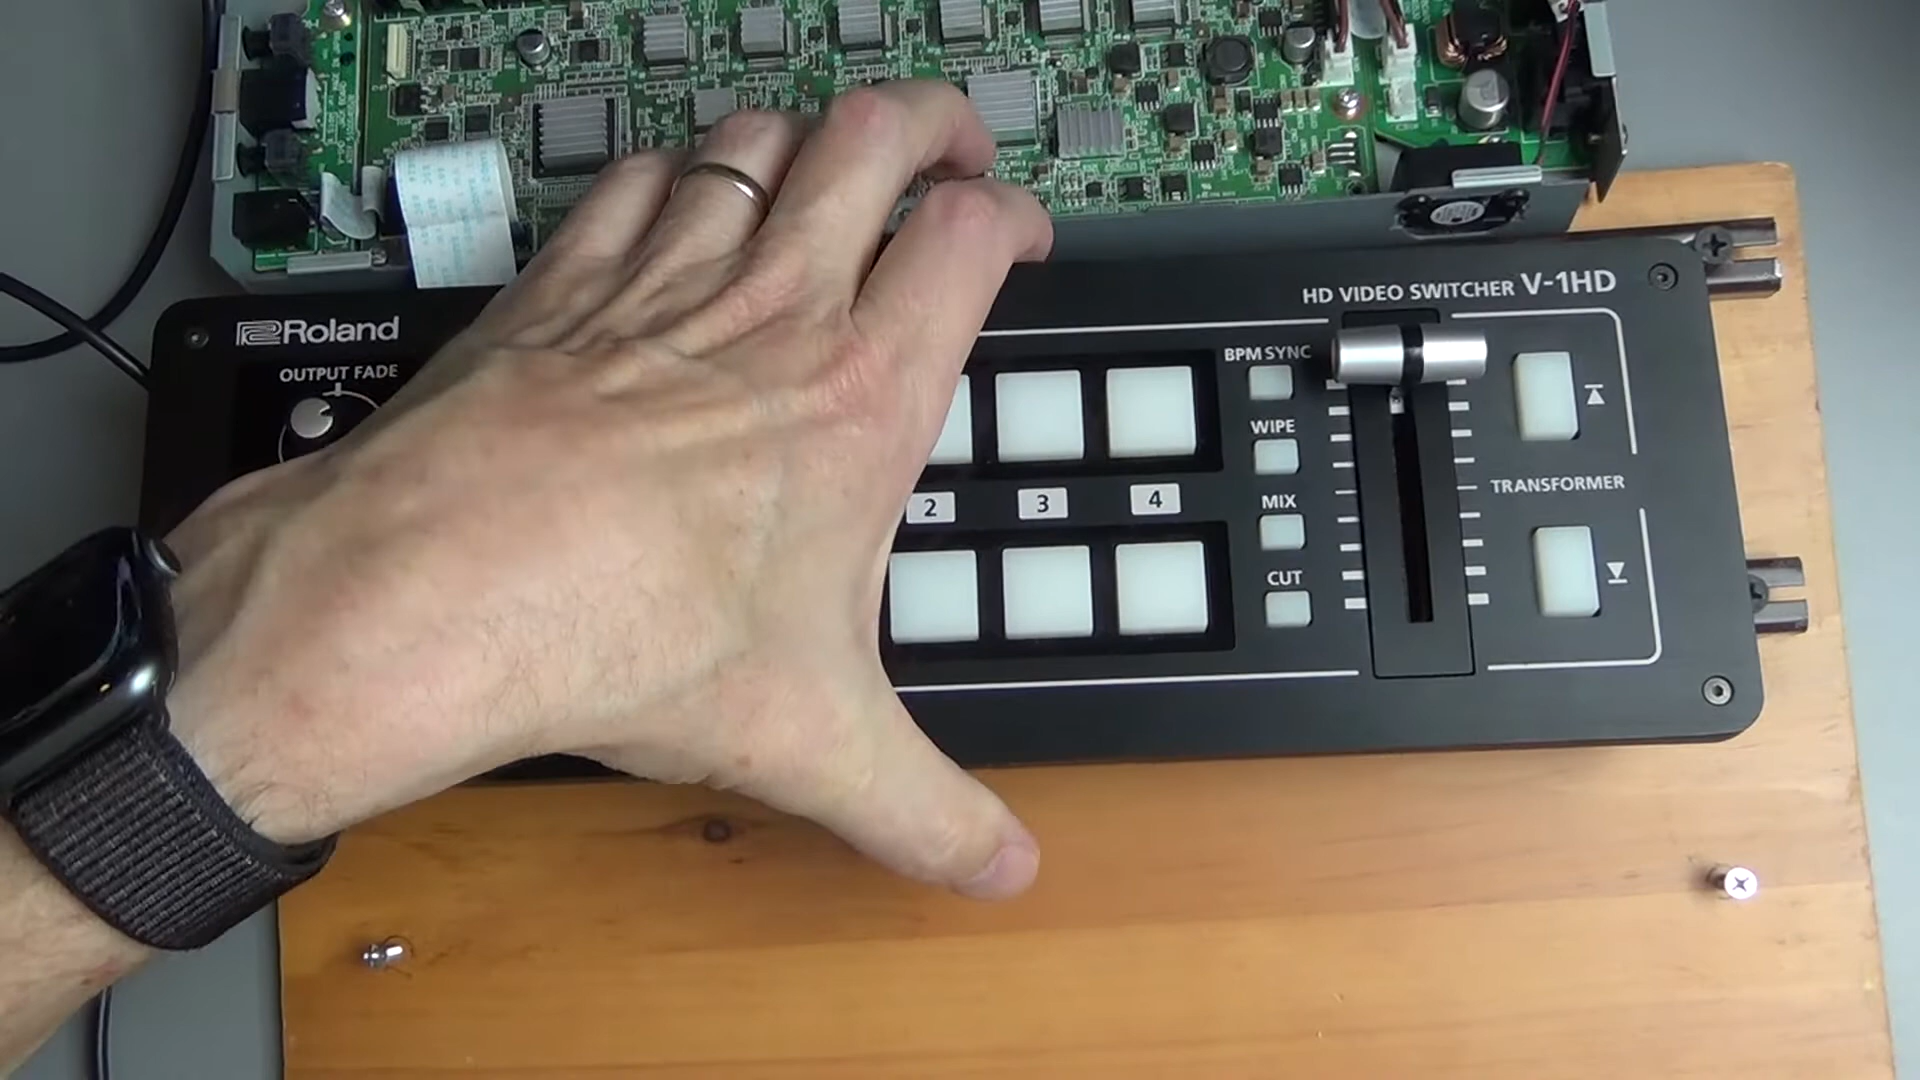 HD VIDEO SWITCHER V-1HD
Roland
OUTPUT FADE
BPM SYNC
WIPE
MIX
CUT
TRANSFORMER
2
3
4